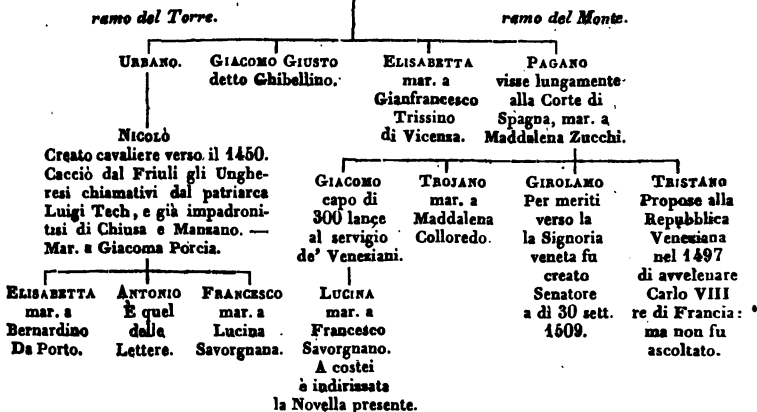 ramo del Torre.
ramo del Monte.
URBANO.
GIACOMO GIUSTO
detto Ghibellino.
ELISABETTA
mar. a
Gianfrancesco
Trissino
di Vicenza.
PAGANO
visse lungamente
alla Corte di
Spagna, mar. a
Maddalena Zucchi.
NICOLÒ
Creato cavaliere verso il 1450.
Cacciò dal Friuli gli Unghe-
resi chiamativi dal patriarca
Luigi Tech, e già impadroni-
tisi di Chiusa e Manzano. —
Mar. a Giacoma Porcia.
GIACOMO
capo di
300 lance
al servigio
de' Veneziani.
TROJANO
mar. a
Maddalena
Colloredo.
GIROLAMO
Per meriti
verso la
la Signoria
veneta fu
creato
Senatore
a dì 30 sett.
1509.
TRISTANO
Propose alla
Repubblica
Veneziana
nel 1497
di avvelenare
Carlo VIII
re di Francia:
ma non fu
ascoltato.
ELISABETTA
mar. a
Bernardino
Da Porto.
ANTONIO
È quel
delle
Lettere.
FRANCESCO
mar. a
Lucina
Savorgnana.
LUCINA
mar. a
Francesco
Savorgnano.
A costei
è indirissata
la Novella presente.